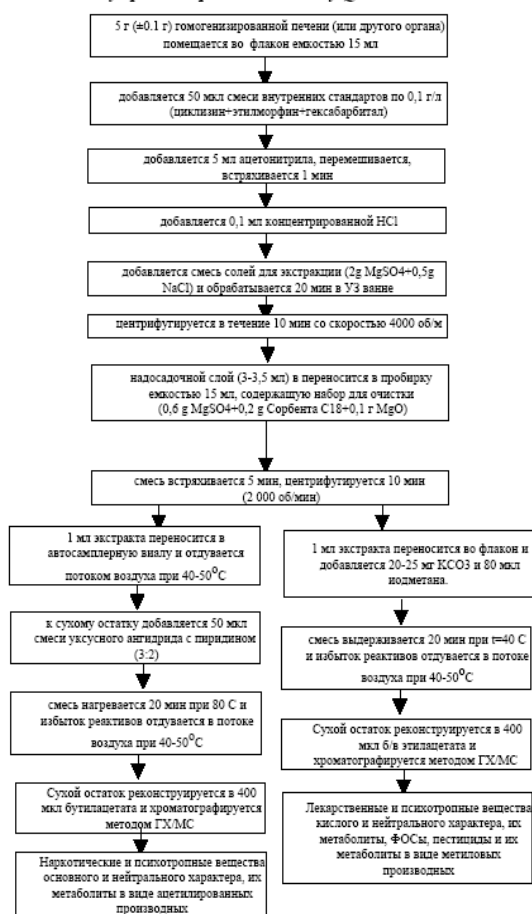 5 г (±0.1 г) гомогенизированной печени (или другого органа)
помещается во флакон емкостью 15 мл
добавляется 50 мкл смеси внутренних стандартов по 0,1 г/л
(циклизин+этилморфин+гексабарбитал)
добавляется 5 мл ацетонитрила, перемешивается,
встряхивается 1 мин
добавляется 0,1 мл концентрированной HCl
добавляется смесь солей для экстракции (2g MgSO4+0,5g
NaCl) и обрабатывается 20 мин в УЗ ванне
центрифугируется в течение 10 мин со скоростью 4000 об/м
надосадочной слой (3-3,5 мл) в переносится в пробирку
емкостью 15 мл, содержащую набор для очистки
(0,6 g MgSO4+0,2 g Сорбента С18+0,1 г MgO)
смесь встряхивается 5 мин, центрифугируется 10 мин
(2 000 об/мин)
1 мл экстракта переносится в
автосамплерную виалу и отдувается
потоком воздуха при 40-50⁰С
к сухому остатку добавляется 50 мкл
смеси уксусного ангидрида с пиридином
(3:2)
смесь нагревается 20 мин при 80 С и
избыток реактивов отдувается в потоке
воздуха при 40-50⁰С
Сухой остаток реконструируется в 400
мкл бутилацетата и хроматографируется
методом ГХ/МС
Наркотические и психотропные вещества
основного и нейтрального характера, их
метаболиты в виде ацетилированных
производных
1 мл экстракта переносится во флакон и
добавляется 20-25 мг KCO3 и 80 мкл
иодметана.
смесь выдерживается 20 мин при t=40 С
и избыток реактивов отдувается в потоке
воздуха при 40-50⁰С
Сухой остаток реконструируется в 400
мкл б/в этилацетата и
хроматографируется методом ГХ/МС
Лекарственные и психотропные вещества
кислого и нейтрального характера, их
метаболиты, ФОСы, пестициды и их
метаболиты в виде метиловых
производных